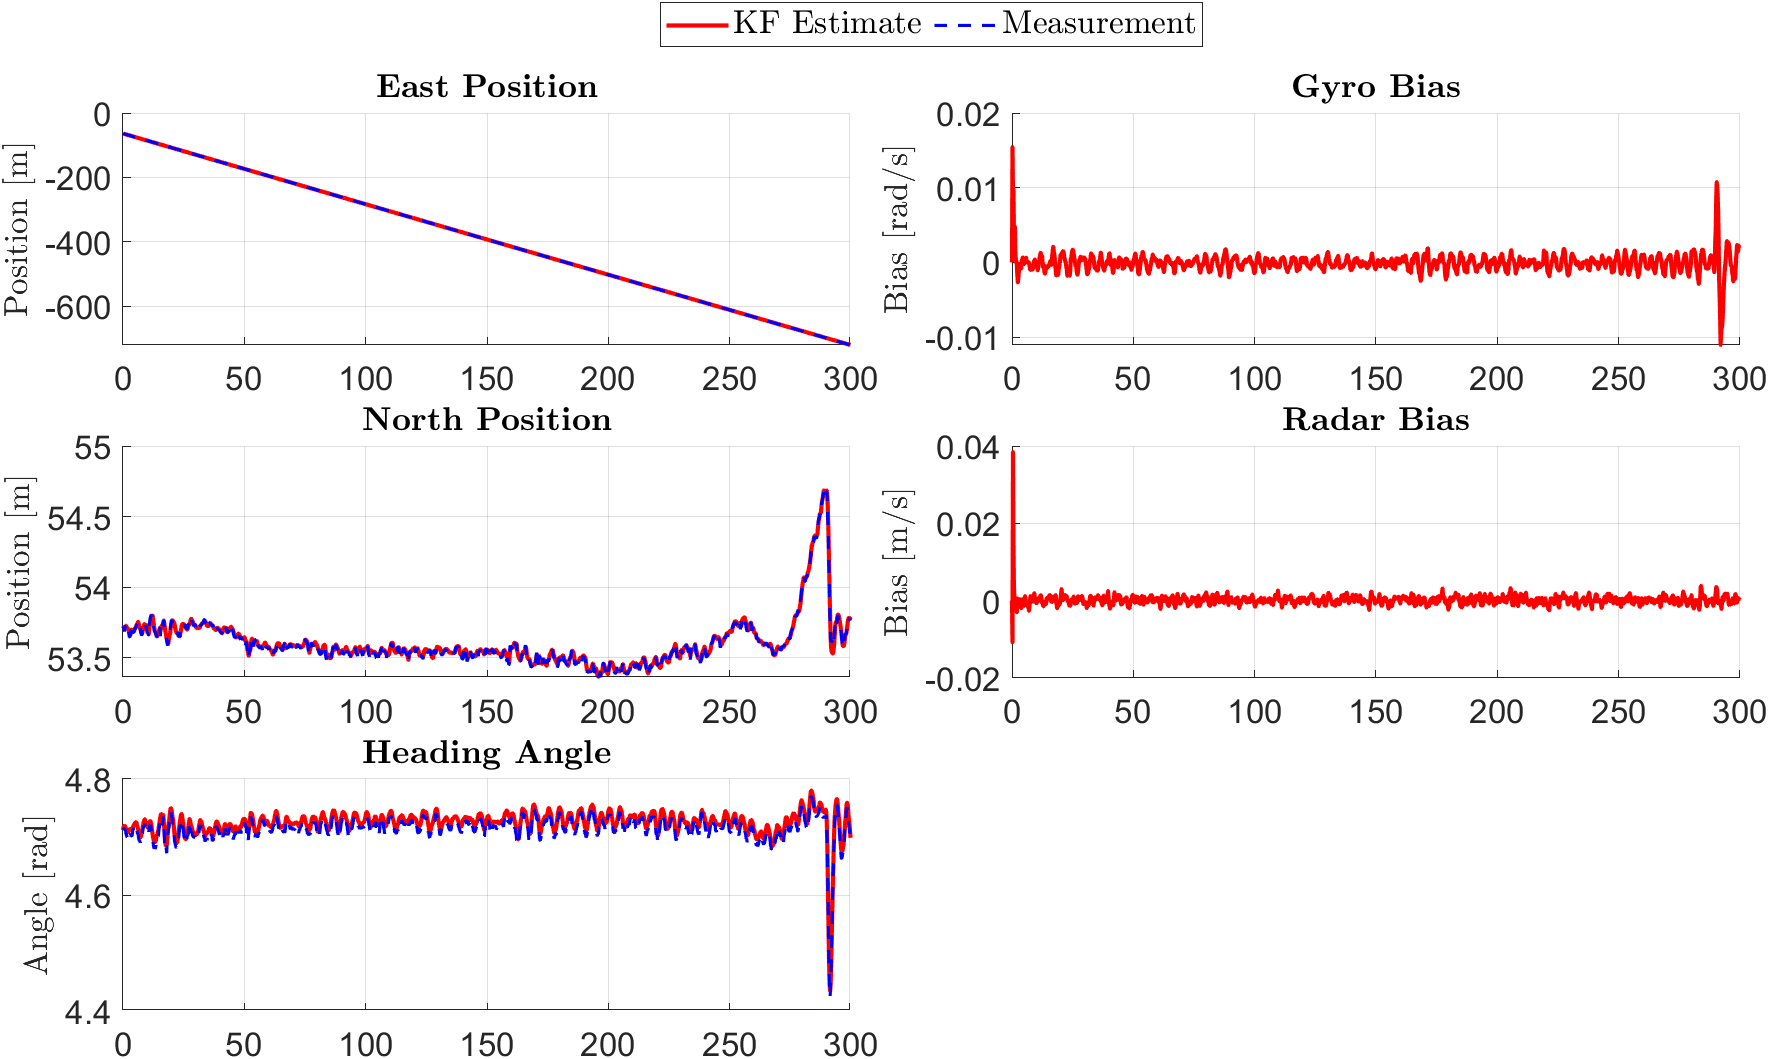 KF Estimate Measurement
East Position
Position [m]
0
-200
-400
-600
0 50 100 150 200 250 300
Gyro Bias
Bias [rad/s]
0.02
0.01
0
-0.01
0 50 100 150 200 250 300
North Position
Position [m]
55
54.5
54
53.5
0 50 100 150 200 250 300
Radar Bias
Bias [m/s]
0.04
0.02
0
-0.02
0 50 100 150 200 250 300
Heading Angle
Angle [rad]
4.8
4.6
4.4
0 50 100 150 200 250 300